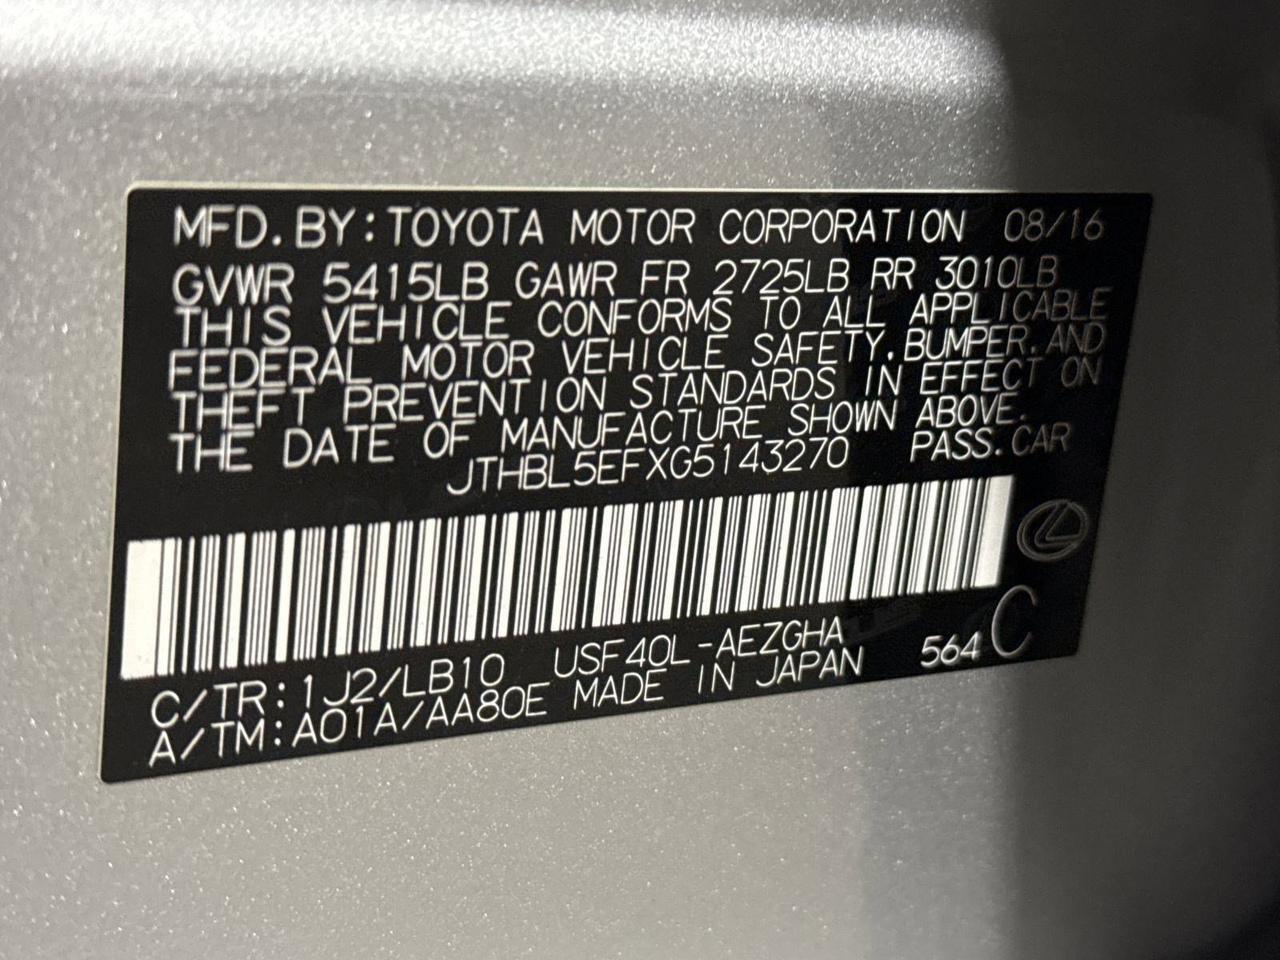 MFD. BY: TOYOTA MOTOR CORPORATION 08/16
GVWR 5415LB GAWR FR 2725LB RR 3010LB
THIS VEHICLE CONFORMS TO ALL APPLICABLE
FEDERAL MOTOR VEHICLE SAFETY, BUMPER, AND
THEFT PREVENTION STANDARDS IN EFFECT ON
THE DATE OF MANUFACTURE SHOWN ABOVE.
JTHBL5EFXG5143270 PASS. CAR
C/TR: 1J2/LB10 USF40L-AEZGHA 564 C
A/TM: A01A/AA80E MADE IN JAPAN